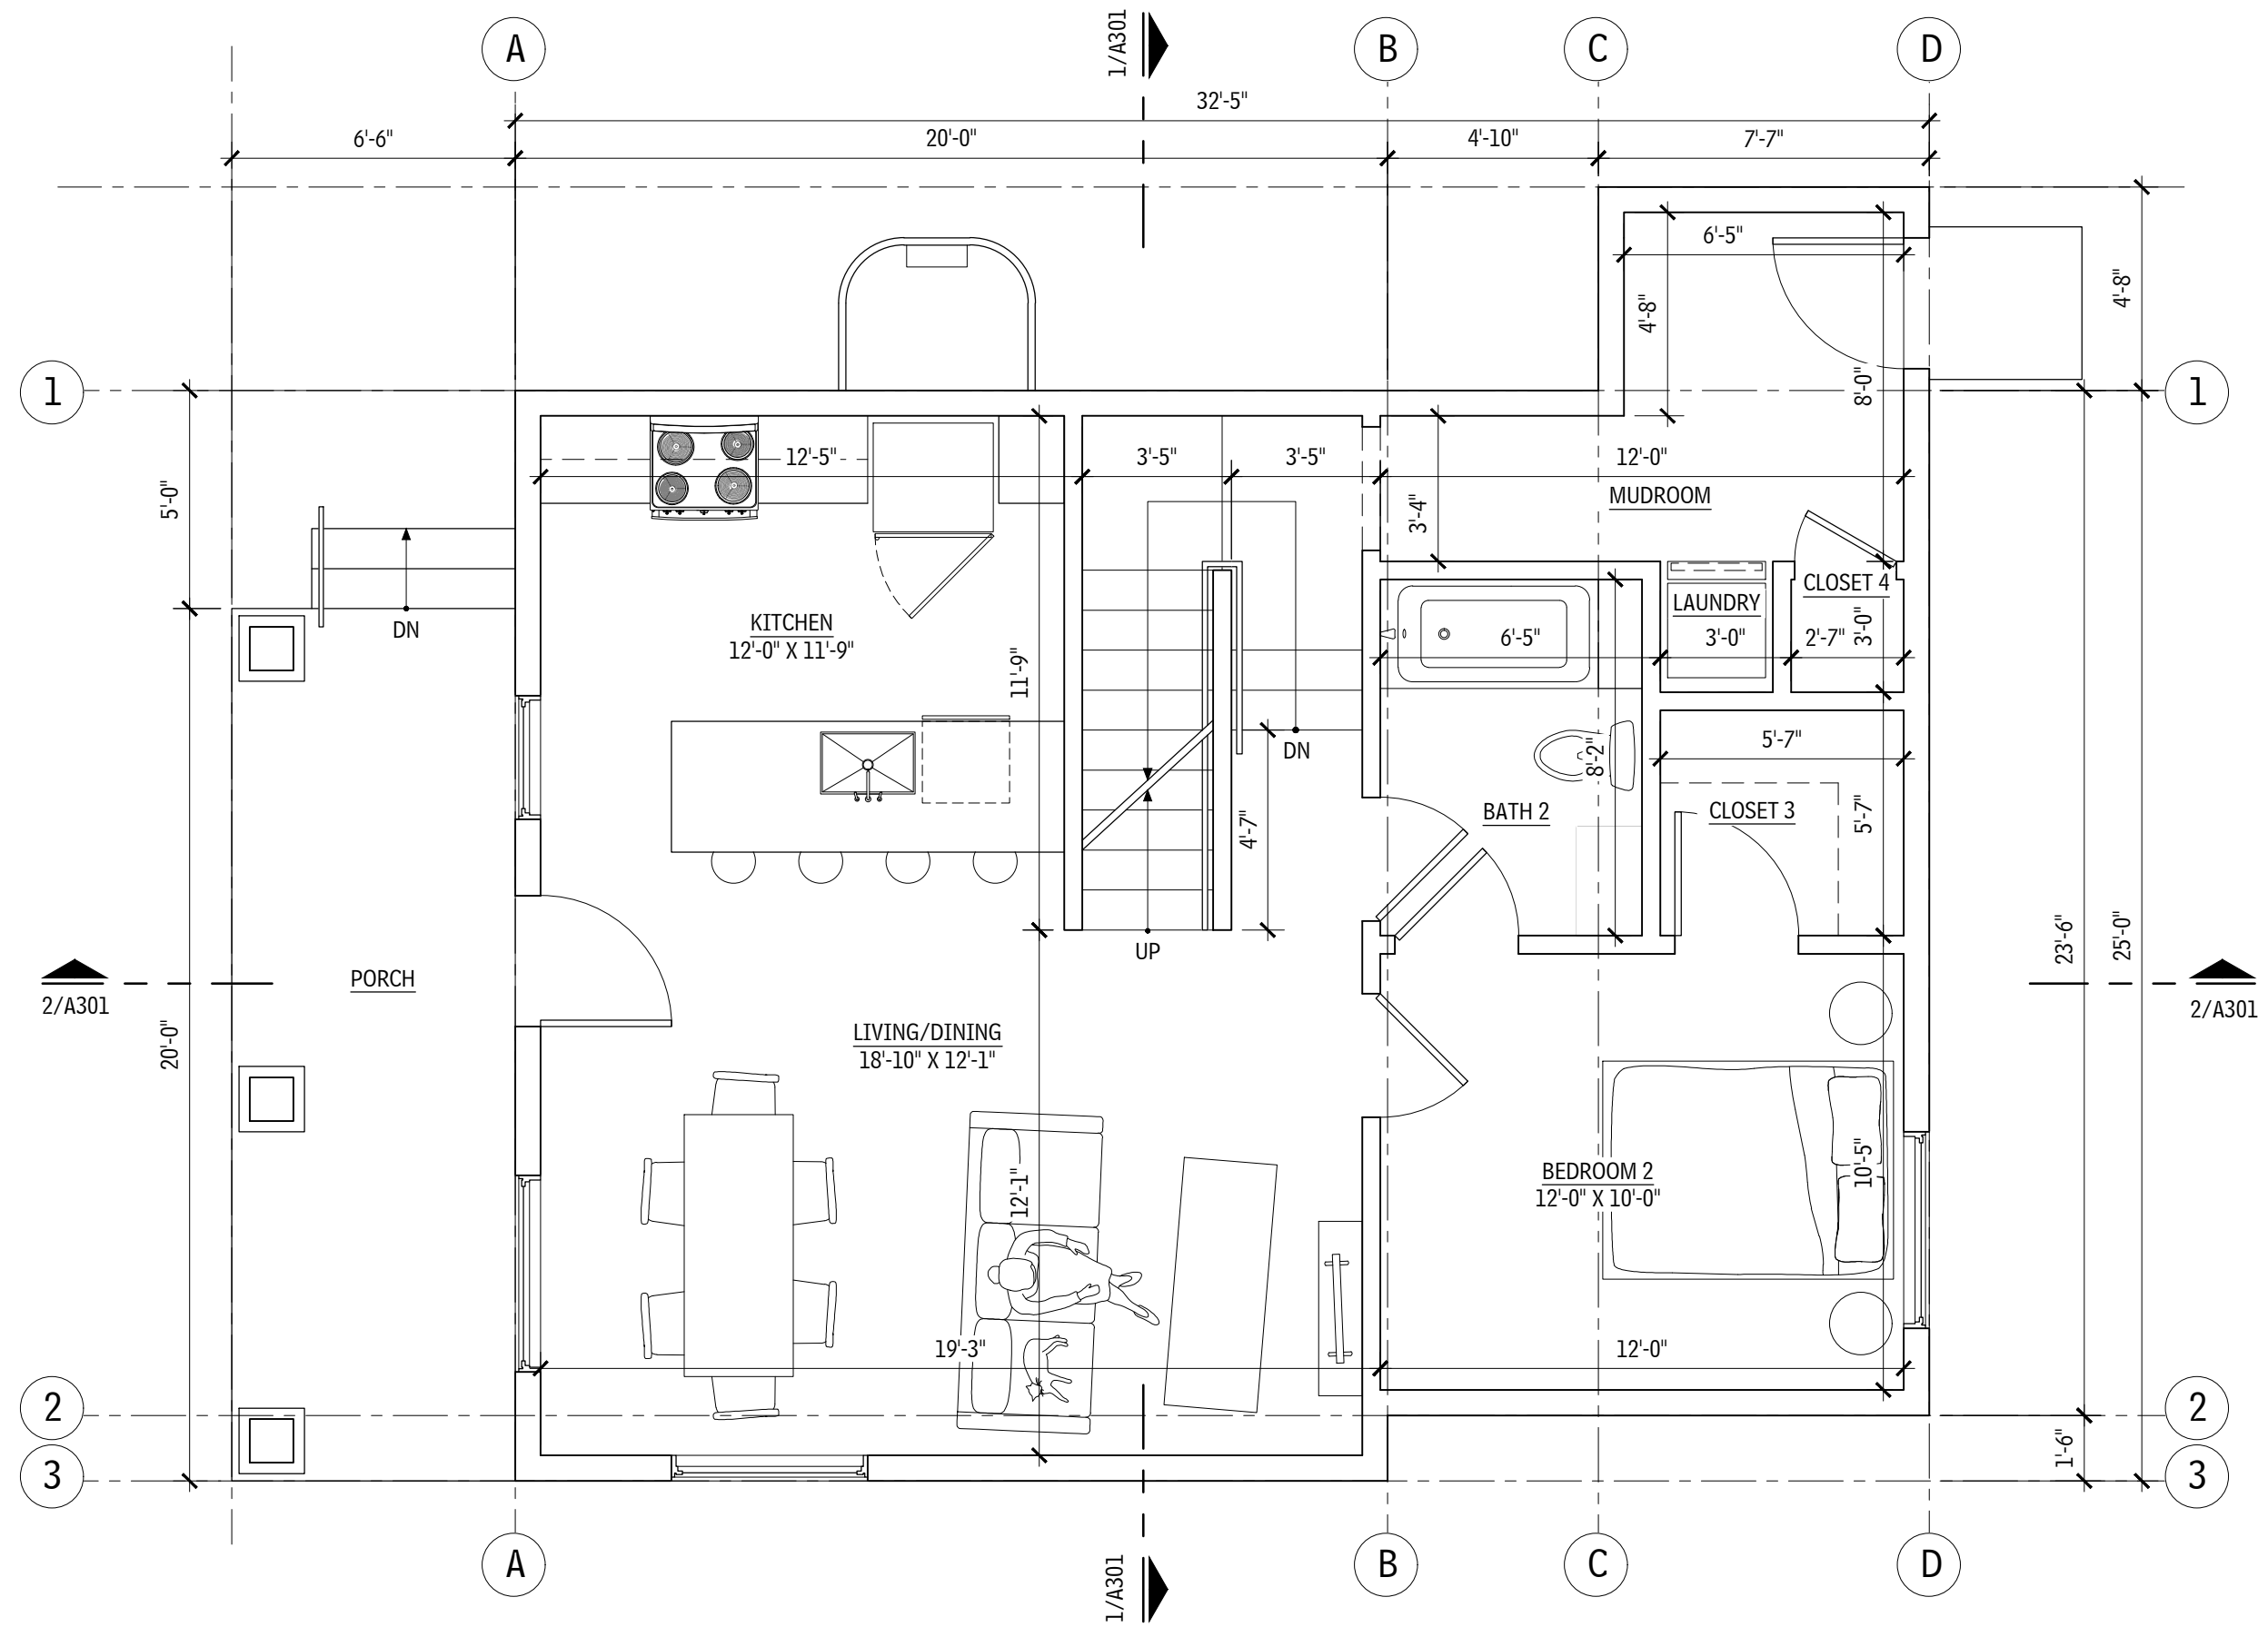 A
1/A301
B
C
D
32'-5"
6'-6"
20'-0"
4'-10"
7'-7"
6'-5"
4'-8"
4'-8"
1
8'-0"
1
5'-0"
12'-5"
3'-5"
3'-5"
12'-0"
MUDROOM
3'-4"
CLOSET 4
LAUNDRY
KITCHEN
12'-0" X 11'-9"
DN
6'-5"
3'-0"
2'-7"
3'-0"
11'-9"
DN
5'-7"
8'-2"
4'-7"
BATH 2
CLOSET 3
5'-7"
UP
23'-6"
25'-0"
PORCH
2/A301
2/A301
20'-0"
LIVING/DINING
18'-10" X 12'-1"
12'-1"
BEDROOM 2
12'-0" X 10'-0"
10'-5"
19'-3"
12'-0"
2
2
1'-6"
3
3
A
1/A301
B
C
D